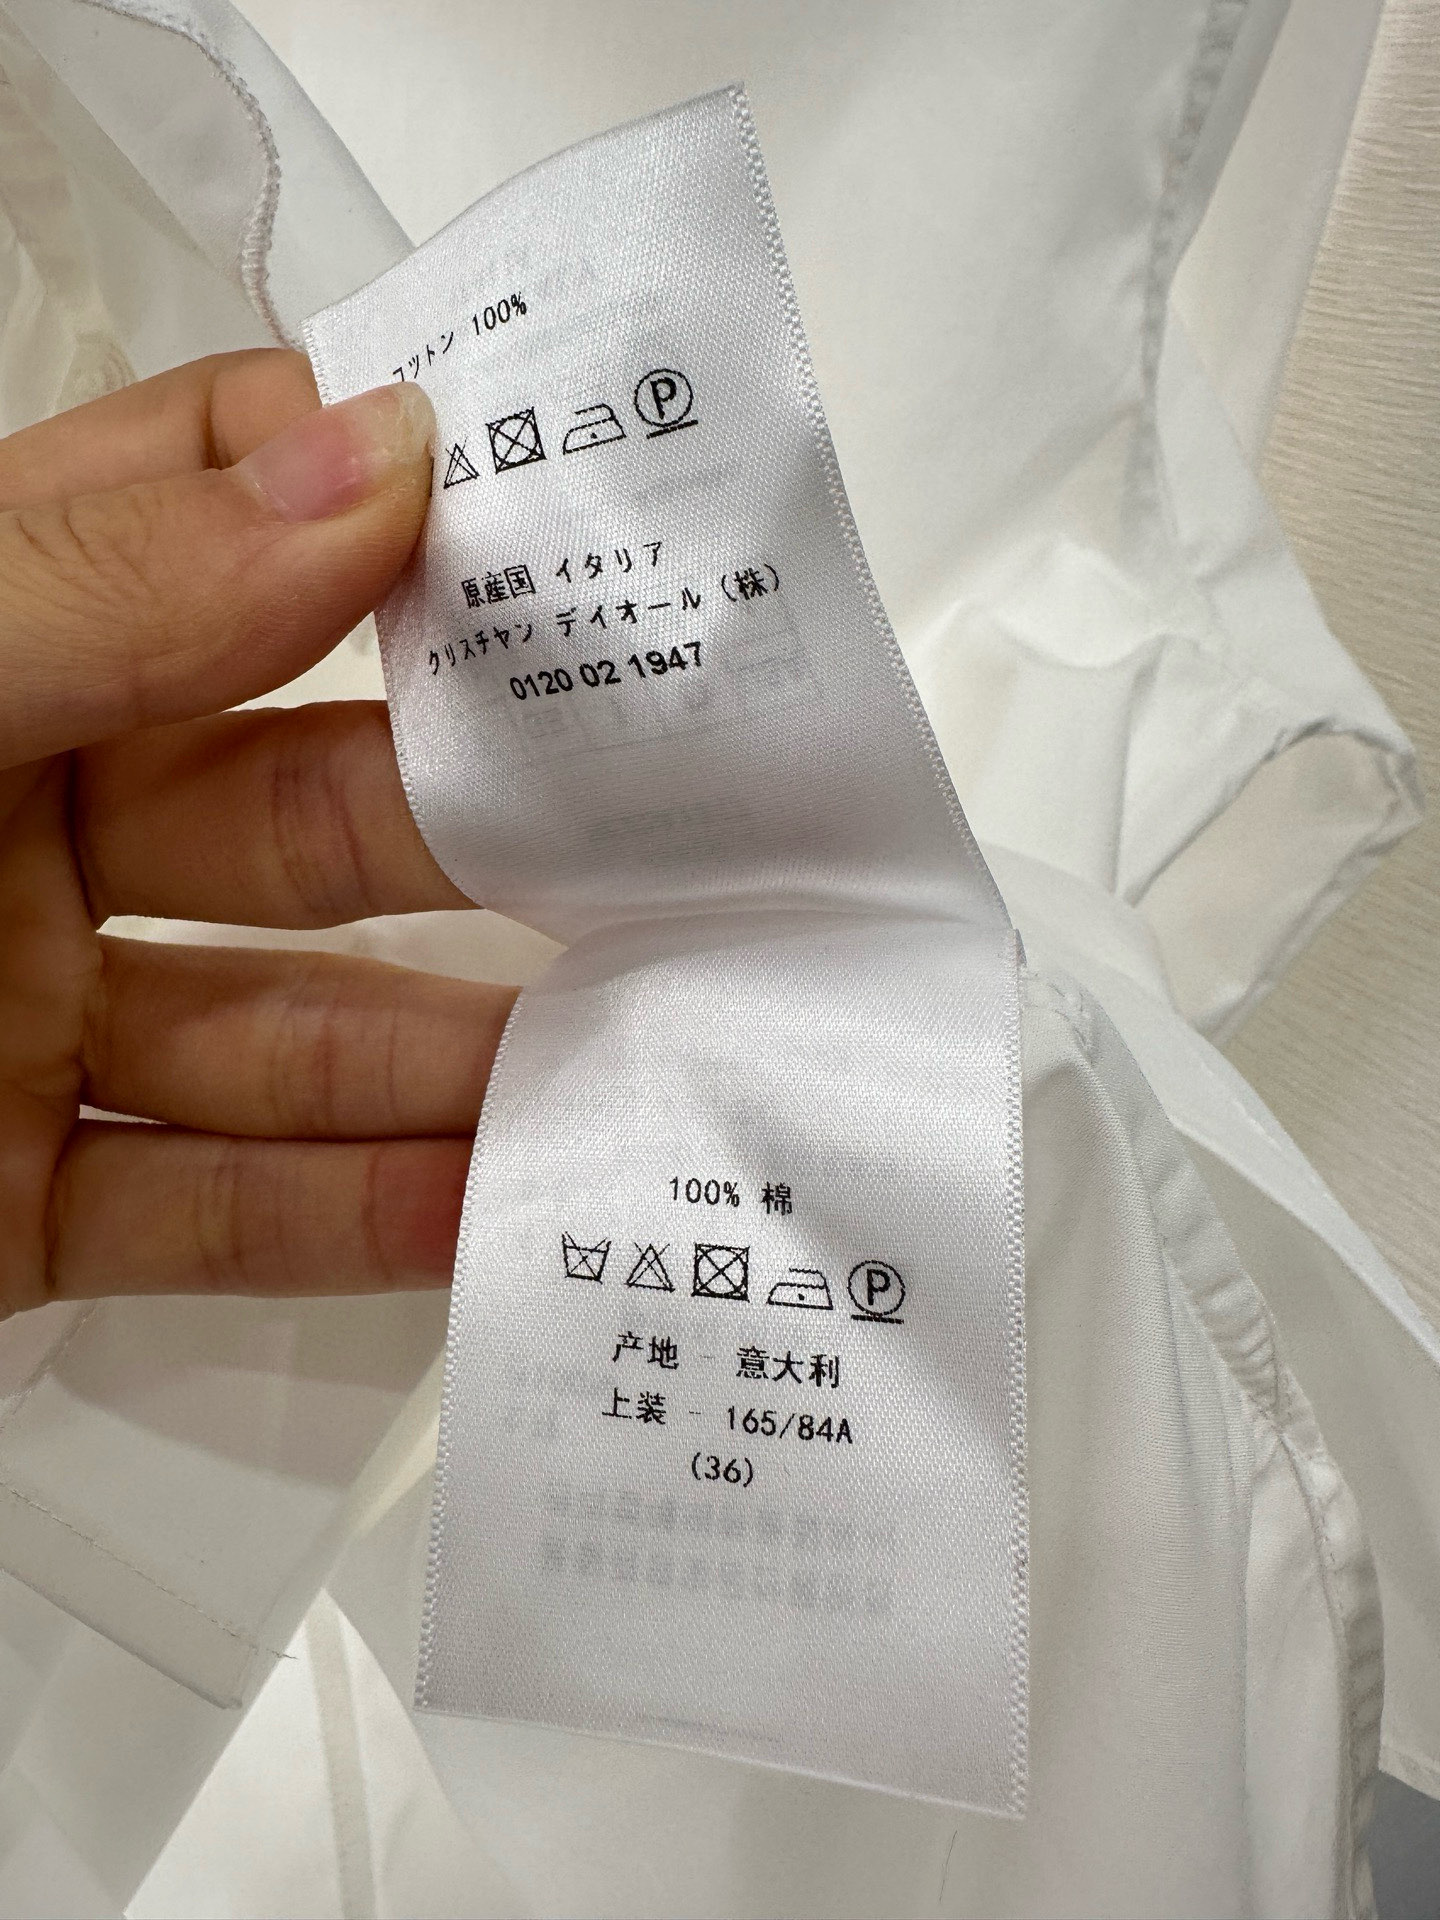 コットン 100%
P
原産国 イタリア
クリスチャン デイオール (株)
0120 02 1947
100% 棉
P
产地 - 意大利
上装 - 165/84A
(36)